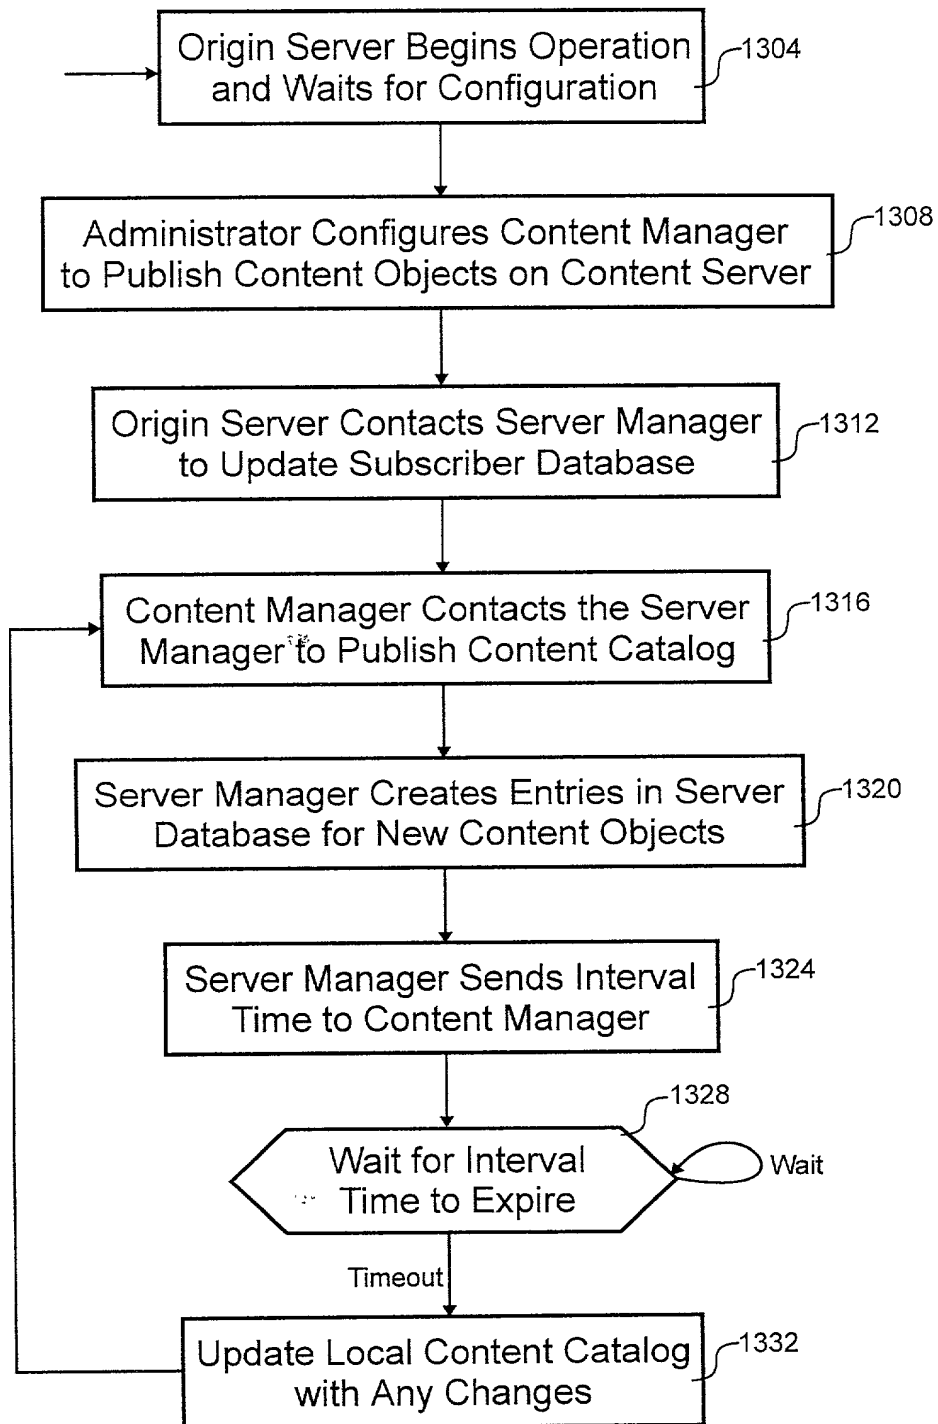 Origin Server Begins Operation
and Waits for Configuration
1304
Administrator Configures Content Manager
to Publish Content Objects on Content Server
1308
Origin Server Contacts Server Manager
to Update Subscriber Database
1312
Content Manager Contacts the Server
Manager to Publish Content Catalog
1316
Server Manager Creates Entries in Server
Database for New Content Objects
1320
Server Manager Sends Interval
Time to Content Manager
1324
Wait for Interval
Time to Expire
1328
Wait
Timeout
Update Local Content Catalog
with Any Changes
1332